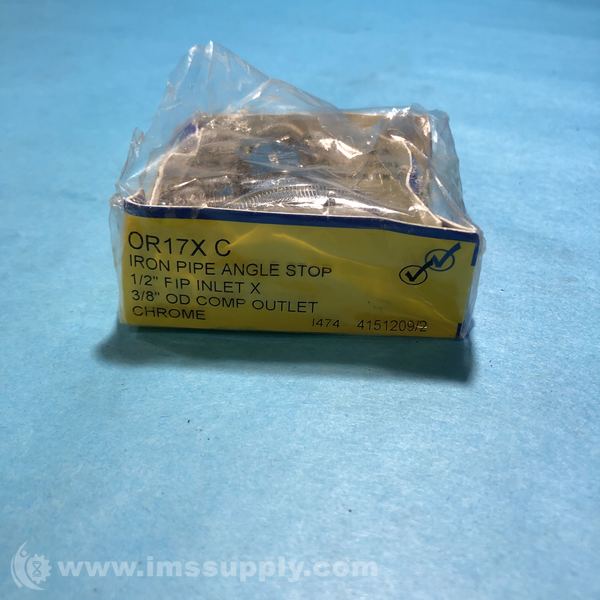 OR17X C
IRON PIPE ANGLE STOP
1/2" FIP INLET X
3/8" OD COMP OUTLET
CHROME
I474 4151209/2
www.imssupply.com